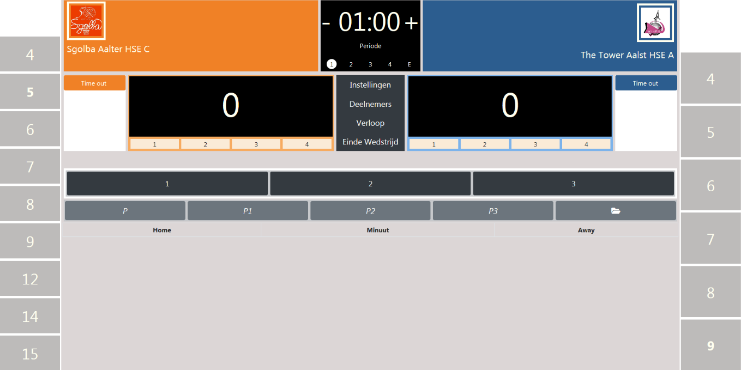 Sgolba
- 01:00 +
Sgolba Aalter HSE C
Periode
The Tower Aalst HSE A
1 2 3 4 E
Time out
0
Instellingen
Deelnemers
Verloop
Einde Wedstrijd
0
Time out
1 2 3 4
1 2 3 4
1 2 3
P P1 P2 P3
Home Minuut Away
4
5
6
7
8
9
12
14
15
4
5
6
7
8
9